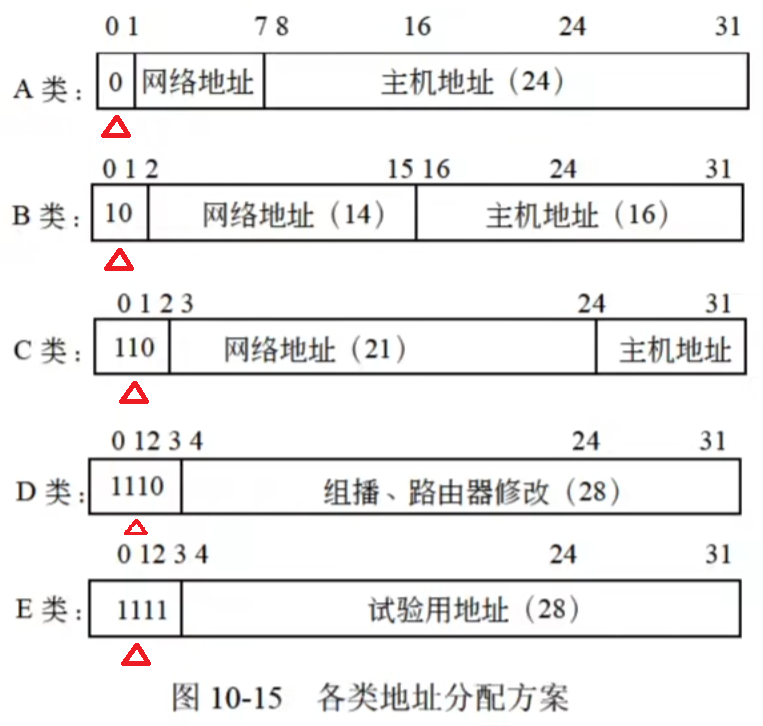 0 1 7 8 16 24 31
A 类: 0 网络地址 主机地址(24)
0 1 2 15 16 24 31
B 类: 10 网络地址(14) 主机地址(16)
0 1 2 3 24 31
C 类: 110 网络地址(21) 主机地址
0 12 3 4 24 31
D 类: 1110 组播、路由器修改(28)
0 12 3 4 24 31
E 类: 1111 试验用地址(28)
图 10-15 各类地址分配方案